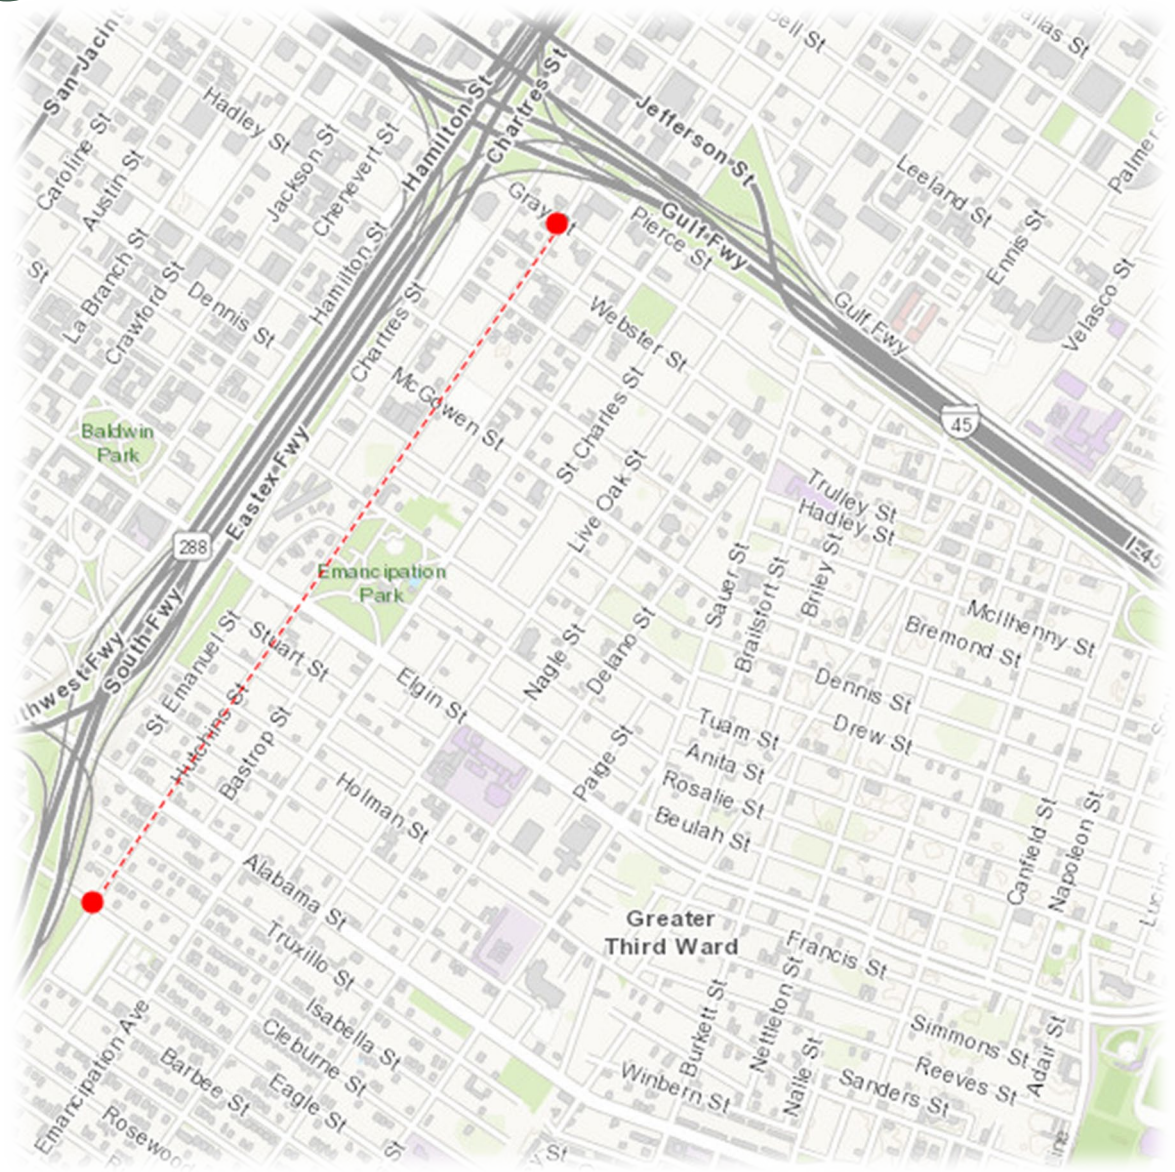 San Jacin
Bell St
Dallas St
Hadley St
Hamilton St
Chartres St
Jefferson St
Palmer
Caroline St
Austin St
Jackson St
Chenevert St
Leeland St
Gray St
Gulf Fwy
Pierce St
Ennis St
St
La Branch St
Crawford St
Dennis St
Hamilton St
Chartres St
Webster St
Gulf Fwy
Velasco St
McGowen St
St Charles St
45
Baldwin
Park
Eastex Fwy
Live Oak St
Trulley St
Hadley St
288
I-45
Emancipation
Park
Sauer St
Brailsfort St
Briley St
McIlhenny St
Bremond St
thwest Fwy
South Fwy
St Emanuel St
Stuart St
Nagle St
Delano St
Elgin St
Dennis St
Drew St
Hutchins St
Bastrop St
Paige St
Tuam St
Anita St
Rosalie St
Beulah St
Holman St
Canfield St
Napoleon St
Alabama St
Greater
Third Ward
Truxillo St
Francis St
Isabella St
Cleburne St
Emancipation Ave
Barbee St
Eagle St
Burkett St
Nettleton St
Nalle St
Simmons St
Reeves St
Adair St
Winbern St
Sanders St
Rosewoo
St
St
ine